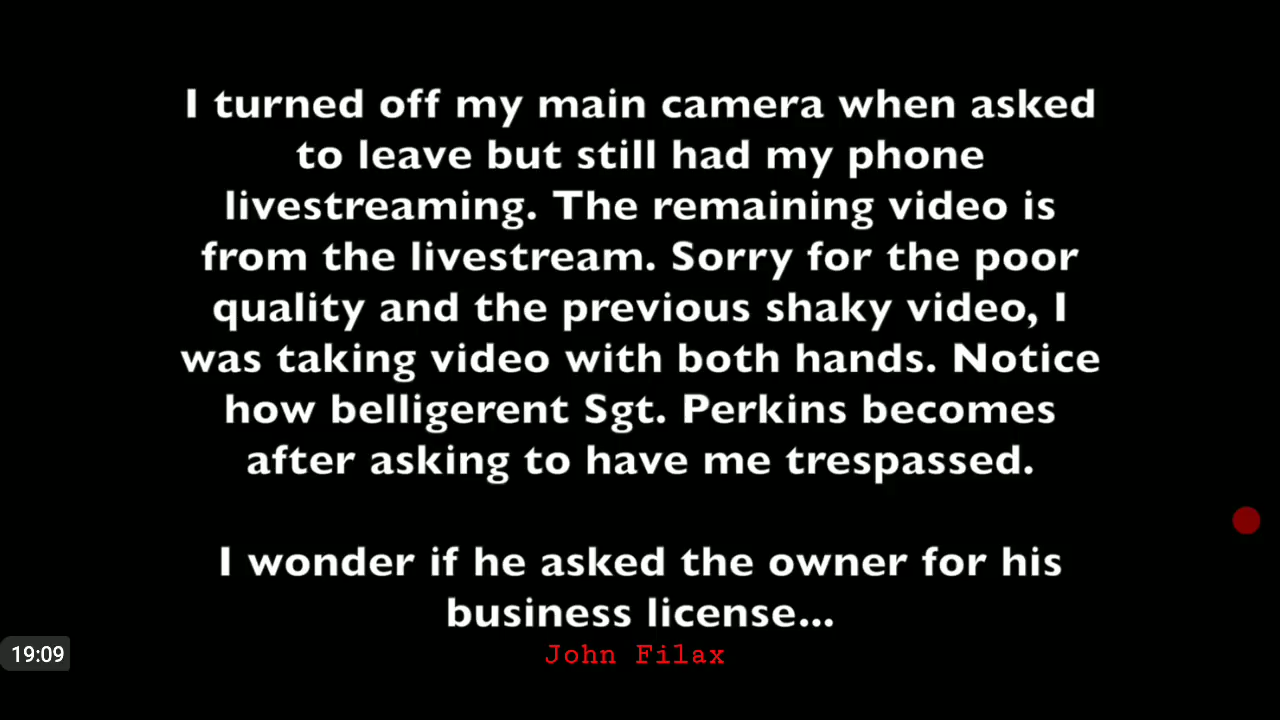 I turned off my main camera when asked
to leave but still had my phone
livestreaming. The remaining video is
from the livestream. Sorry for the poor
quality and the previous shaky video, I
was taking video with both hands. Notice
how belligerent Sgt. Perkins becomes
after asking to have me trespassed.
I wonder if he asked the owner for his
business license...
John Filax
19:09